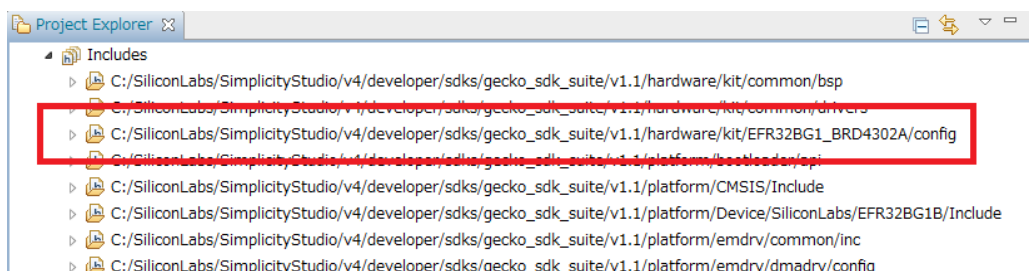 Project Explorer
Includes
C:/SiliconLabs/SimplicityStudio/v4/developer/sdks/gecko_sdk_suite/v1.1/hardware/kit/common/bsp
C:/SiliconLabs/SimplicityStudio/v4/developer/sdks/gecko_sdk_suite/v1.1/hardware/kit/common/drivers
C:/SiliconLabs/SimplicityStudio/v4/developer/sdks/gecko_sdk_suite/v1.1/hardware/kit/EFR32BG1_BRD4302A/config
C:/SiliconLabs/SimplicityStudio/v4/developer/sdks/gecko_sdk_suite/v1.1/platform/bootloader/api
C:/SiliconLabs/SimplicityStudio/v4/developer/sdks/gecko_sdk_suite/v1.1/platform/CMSIS/Include
C:/SiliconLabs/SimplicityStudio/v4/developer/sdks/gecko_sdk_suite/v1.1/platform/Device/SiliconLabs/EFR32BG1B/Include
C:/SiliconLabs/SimplicityStudio/v4/developer/sdks/gecko_sdk_suite/v1.1/platform/emdrv/common/inc
C:/SiliconLabs/SimplicityStudio/v4/developer/sdks/gecko_sdk_suite/v1.1/platform/emdrv/dmadrv/config